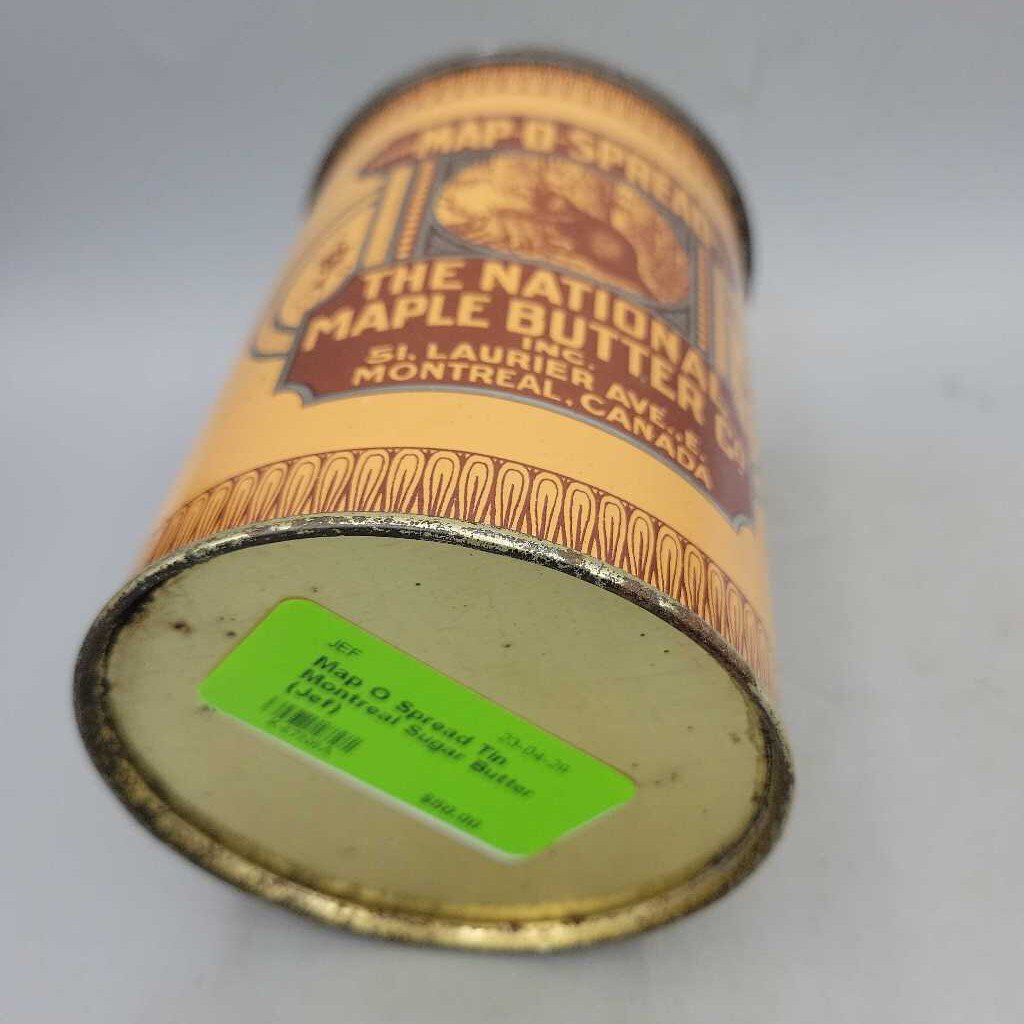 MAP-O-SPREAD
THE NATIONAL
MAPLE BUTTER Co
INC.
51, LAURIER AVE., E.
MONTREAL, CANADA
JEF
23-04-20
Map O Spread Tin
Montreal Sugar Butter
(Jef)